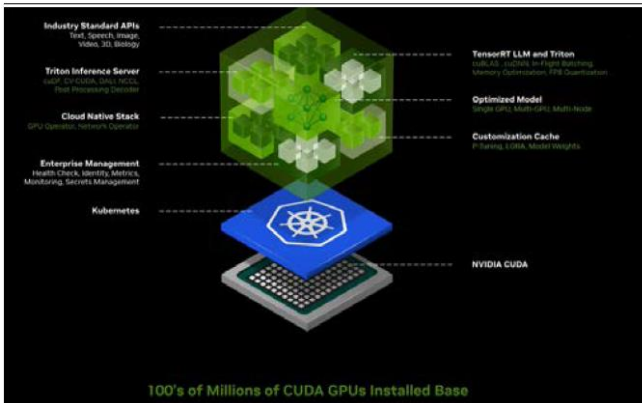 Industry Standard APIs
Text, Speech, Image,
Video, 3D, Biology
Triton Inference Server
cuDF, CV-CUDA, DALI, NCCL,
Post Processing Decoder
Cloud Native Stack
GPU Operator, Network Operator
Enterprise Management
Health Check, Identity, Metrics,
Monitoring, Secrets Management
Kubernetes
TensorRT LLM and Triton
cuBLAS, cuDNN, In-Flight Batching,
Memory Optimization, FP8 Quantization
Optimized Model
Single GPU, Multi-GPU, Multi-Node
Customization Cache
P-Tuning, LORA, Model Weights
NVIDIA CUDA
100's of Millions of CUDA GPUs Installed Base